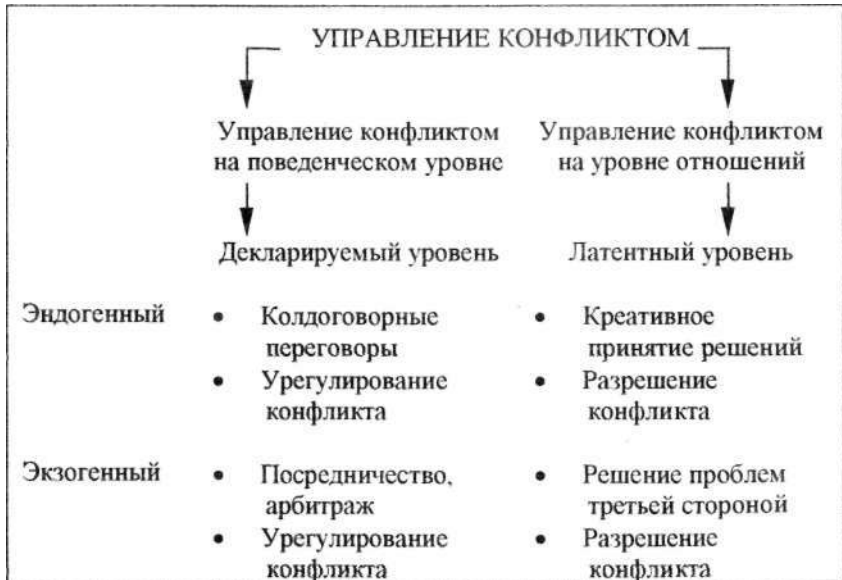 УПРАВЛЕНИЕ КОНФЛИКТОМ
Управление конфликтом
на поведенческом уровне
Управление конфликтом
на уровне отношений
Декларируемый уровень
Латентный уровень
Эндогенный
• Колдоговорные
переговоры
• Урегулирование
конфликта
• Креативное
принятие решений
• Разрешение
конфликта
Экзогенный
• Посредничество,
арбитраж
• Урегулирование
конфликта
• Решение проблем
третьей стороной
• Разрешение
конфликта